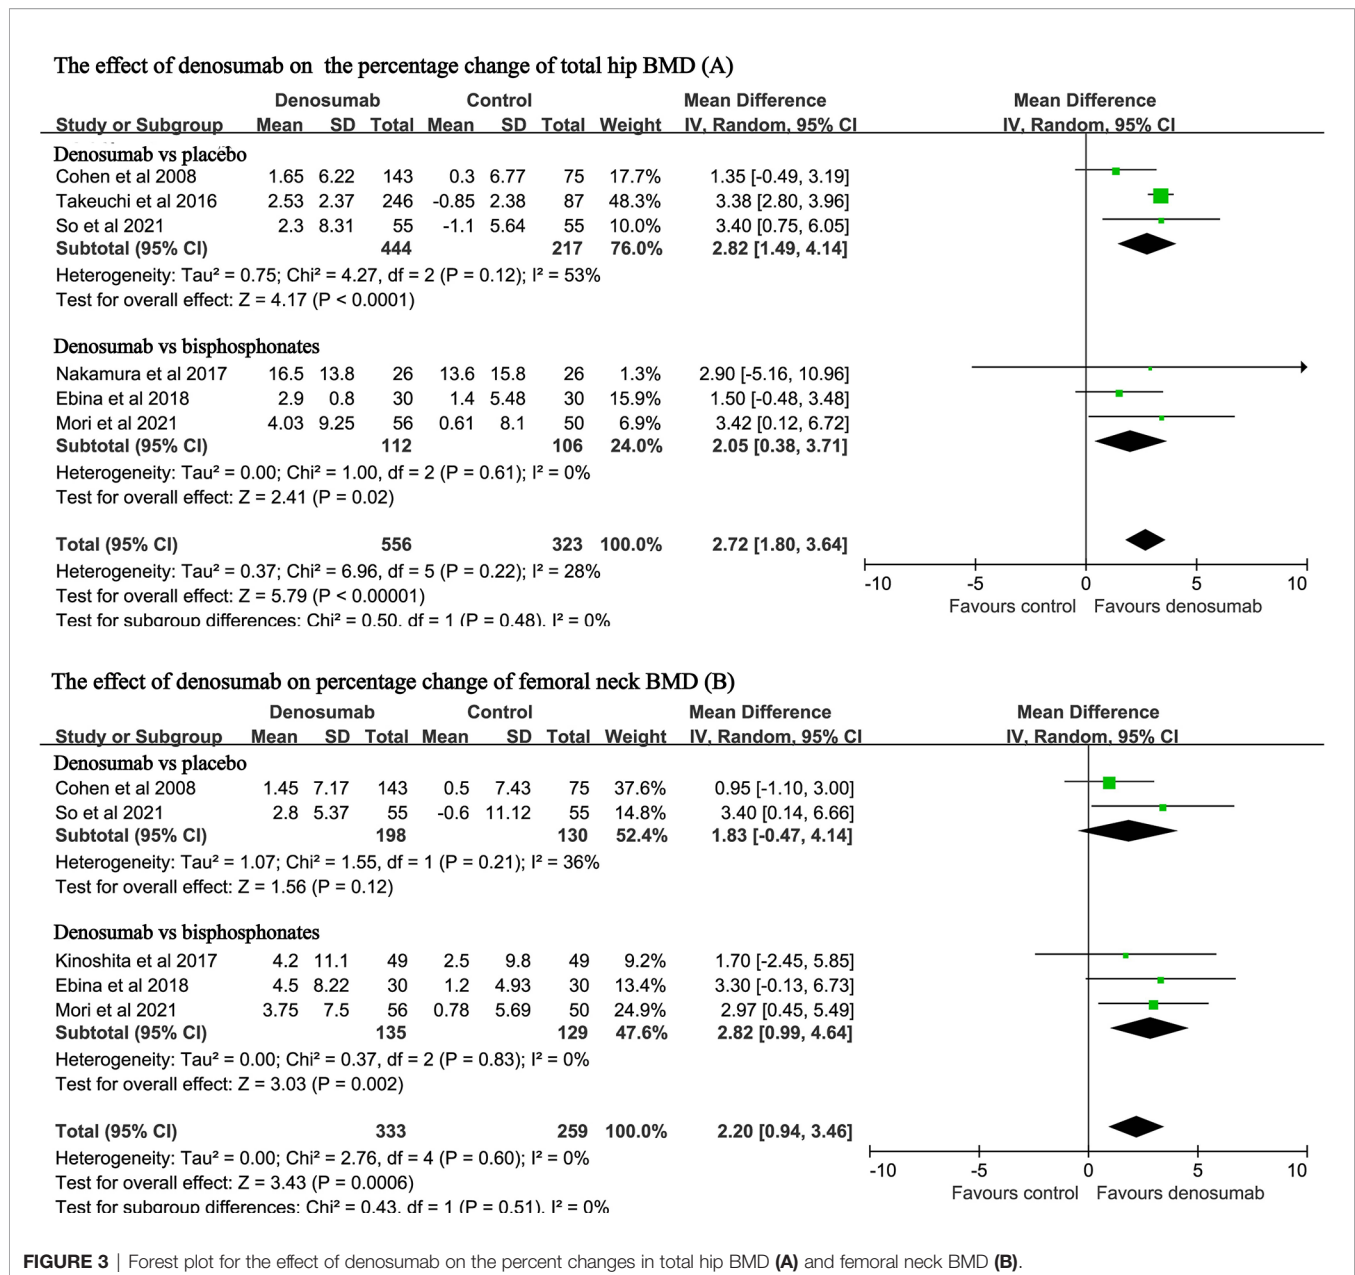 The effect of denosumab on the percentage change of total hip BMD (A)
Denosumab Control Mean Difference Mean Difference
Study or Subgroup Mean SD Total Mean SD Total Weight IV, Random, 95% CI IV, Random, 95% CI
Denosumab vs placebo
Cohen et al 2008 1.65 6.22 143 0.3 6.77 75 17.7% 1.35 [-0.49, 3.19]
Takeuchi et al 2016 2.53 2.37 246 -0.85 2.38 87 48.3% 3.38 [2.80, 3.96]
So et al 2021 2.3 8.31 55 -1.1 5.64 55 10.0% 3.40 [0.75, 6.05]
Subtotal (95% CI) 444 217 76.0% 2.82 [1.49, 4.14]
Heterogeneity: Tau² = 0.75; Chi² = 4.27, df = 2 (P = 0.12); I² = 53%
Test for overall effect: Z = 4.17 (P < 0.0001)
Denosumab vs bisphosphonates
Nakamura et al 2017 16.5 13.8 26 13.6 15.8 26 1.3% 2.90 [-5.16, 10.96]
Ebina et al 2018 2.9 0.8 30 1.4 5.48 30 15.9% 1.50 [-0.48, 3.48]
Mori et al 2021 4.03 9.25 56 0.61 8.1 50 6.9% 3.42 [0.12, 6.72]
Subtotal (95% CI) 112 106 24.0% 2.05 [0.38, 3.71]
Heterogeneity: Tau² = 0.00; Chi² = 1.00, df = 2 (P = 0.61); I² = 0%
Test for overall effect: Z = 2.41 (P = 0.02)
Total (95% CI) 556 323 100.0% 2.72 [1.80, 3.64]
Heterogeneity: Tau² = 0.37; Chi² = 6.96, df = 5 (P = 0.22); I² = 28%
Test for overall effect: Z = 5.79 (P < 0.00001)
Test for subgroup differences: Chi² = 0.50, df = 1 (P = 0.48), I² = 0%
-10 -5 0 5 10
Favours control Favours denosumab
The effect of denosumab on percentage change of femoral neck BMD (B)
Denosumab Control Mean Difference Mean Difference
Study or Subgroup Mean SD Total Mean SD Total Weight IV, Random, 95% CI IV, Random, 95% CI
Denosumab vs placebo
Cohen et al 2008 1.45 7.17 143 0.5 7.43 75 37.6% 0.95 [-1.10, 3.00]
So et al 2021 2.8 5.37 55 -0.6 11.12 55 14.8% 3.40 [0.14, 6.66]
Subtotal (95% CI) 198 130 52.4% 1.83 [-0.47, 4.14]
Heterogeneity: Tau² = 1.07; Chi² = 1.55, df = 1 (P = 0.21); I² = 36%
Test for overall effect: Z = 1.56 (P = 0.12)
Denosumab vs bisphosphonates
Kinoshita et al 2017 4.2 11.1 49 2.5 9.8 49 9.2% 1.70 [-2.45, 5.85]
Ebina et al 2018 4.5 8.22 30 1.2 4.93 30 13.4% 3.30 [-0.13, 6.73]
Mori et al 2021 3.75 7.5 56 0.78 5.69 50 24.9% 2.97 [0.45, 5.49]
Subtotal (95% CI) 135 129 47.6% 2.82 [0.99, 4.64]
Heterogeneity: Tau² = 0.00; Chi² = 0.37, df = 2 (P = 0.83); I² = 0%
Test for overall effect: Z = 3.03 (P = 0.002)
Total (95% CI) 333 259 100.0% 2.20 [0.94, 3.46]
Heterogeneity: Tau² = 0.00; Chi² = 2.76, df = 4 (P = 0.60); I² = 0%
Test for overall effect: Z = 3.43 (P = 0.0006)
Test for subgroup differences: Chi² = 0.43, df = 1 (P = 0.51), I² = 0%
-10 -5 0 5 10
Favours control Favours denosumab
FIGURE 3 | Forest plot for the effect of denosumab on the percent changes in total hip BMD (A) and femoral neck BMD (B).